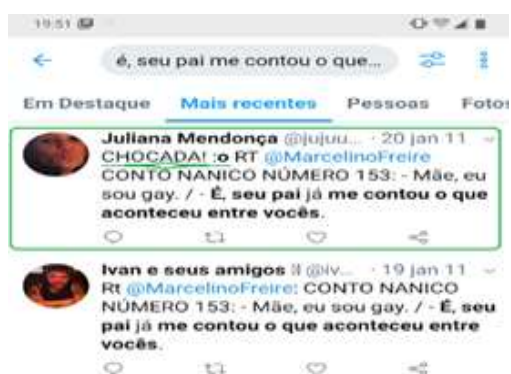 19:51
é, seu pai me contou o que...
Em Destaque Mais recentes Pessoas Fotos
Juliana Mendonça @jujuu... · 20 jan 11
CHOCADA! :o RT @MarcelinoFreire
CONTO NANICO NÚMERO 153: - Mãe, eu
sou gay. / - É, seu pai já me contou o que
aconteceu entre vocês.
Ivan e seus amigos @iv... · 19 jan 11
Rt @MarcelinoFreire: CONTO NANICO
NÚMERO 153: - Mãe, eu sou gay. / - É, seu
pai já me contou o que aconteceu entre
vocês.